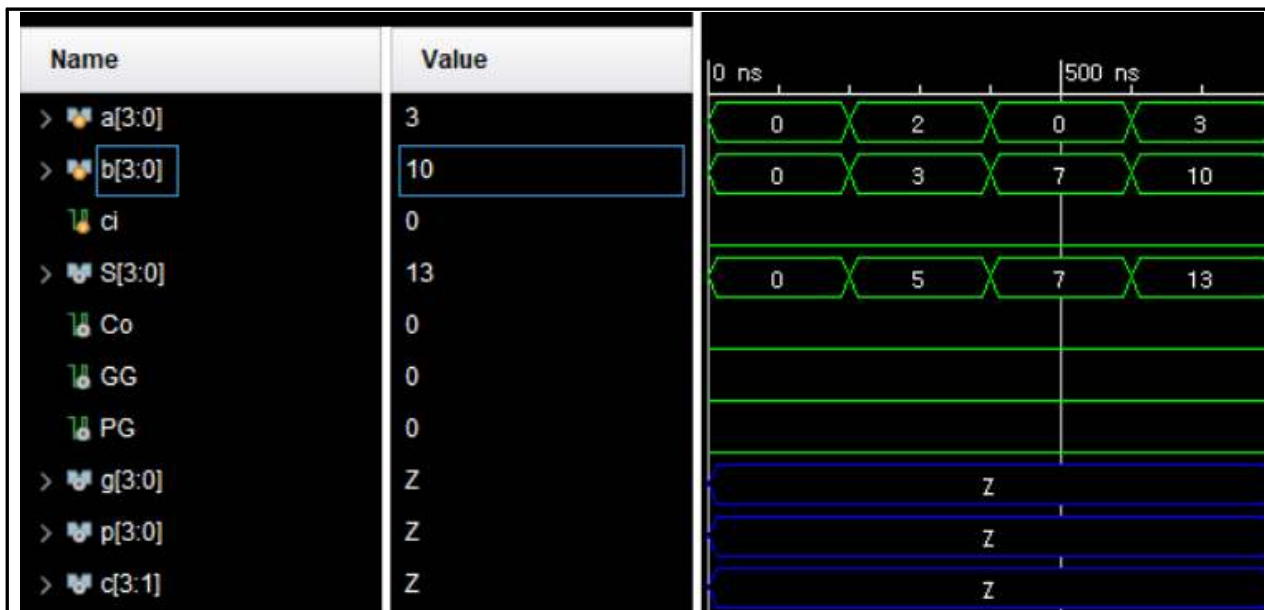 Name Value 0 ns 500 ns
a[3:0] 3 0 2 0 3
b[3:0] 10 0 3 7 10
ci 0
S[3:0] 13 0 5 7 13
Co 0
GG 0
PG 0
g[3:0] Z Z
p[3:0] Z Z
c[3:1] Z Z